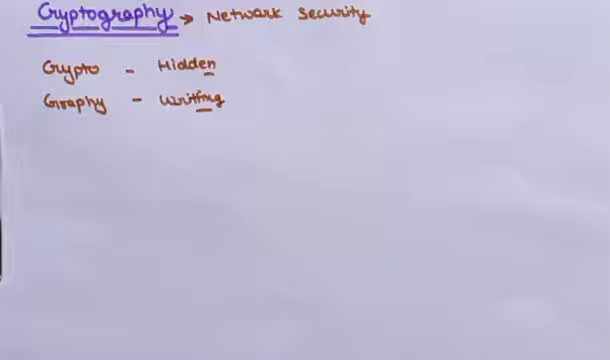 Cryptography → Network Security
Crypto - Hidden
Graphy - Writing